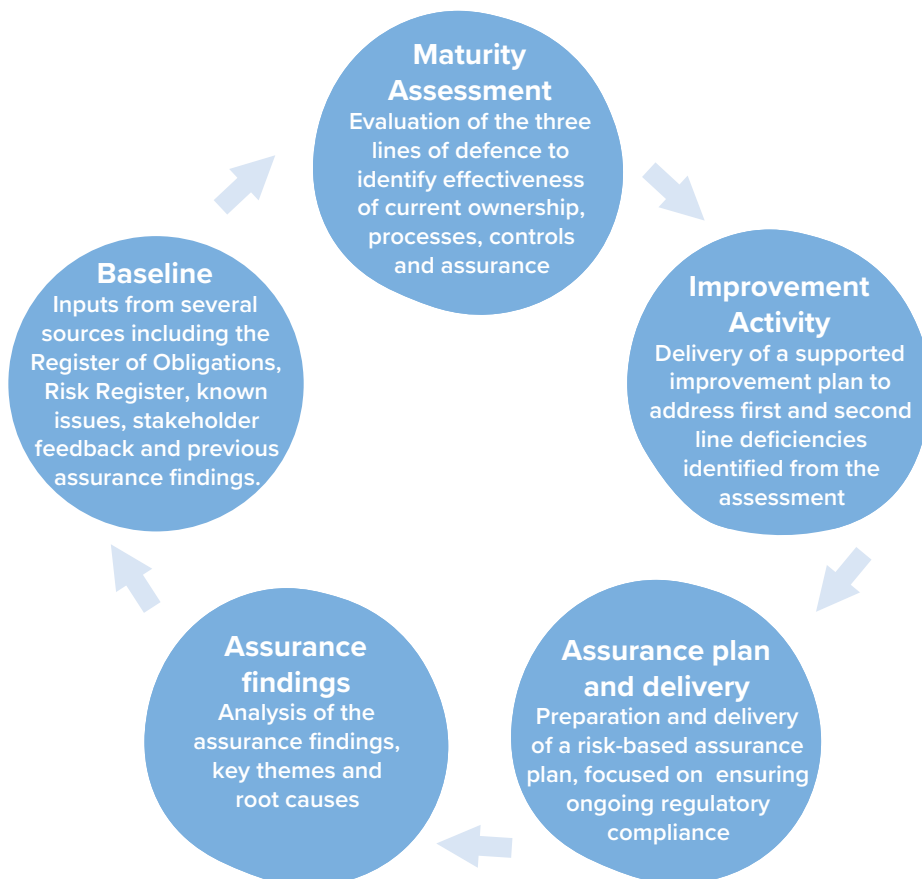 Maturity
Assessment
Evaluation of the three
lines of defence to
identify effectiveness
of current ownership,
processes, controls
and assurance
Improvement
Activity
Delivery of a supported
improvement plan to
address first and second
line deficiencies
identified from the
assessment
Assurance plan
and delivery
Preparation and delivery
of a risk-based assurance
plan, focused on  ensuring
ongoing regulatory
compliance
Assurance
findings
Analysis of the
assurance findings,
key themes and
root causes
Baseline
Inputs from several
sources including the
Register of Obligations,
Risk Register, known
issues, stakeholder
feedback and previous
assurance findings.